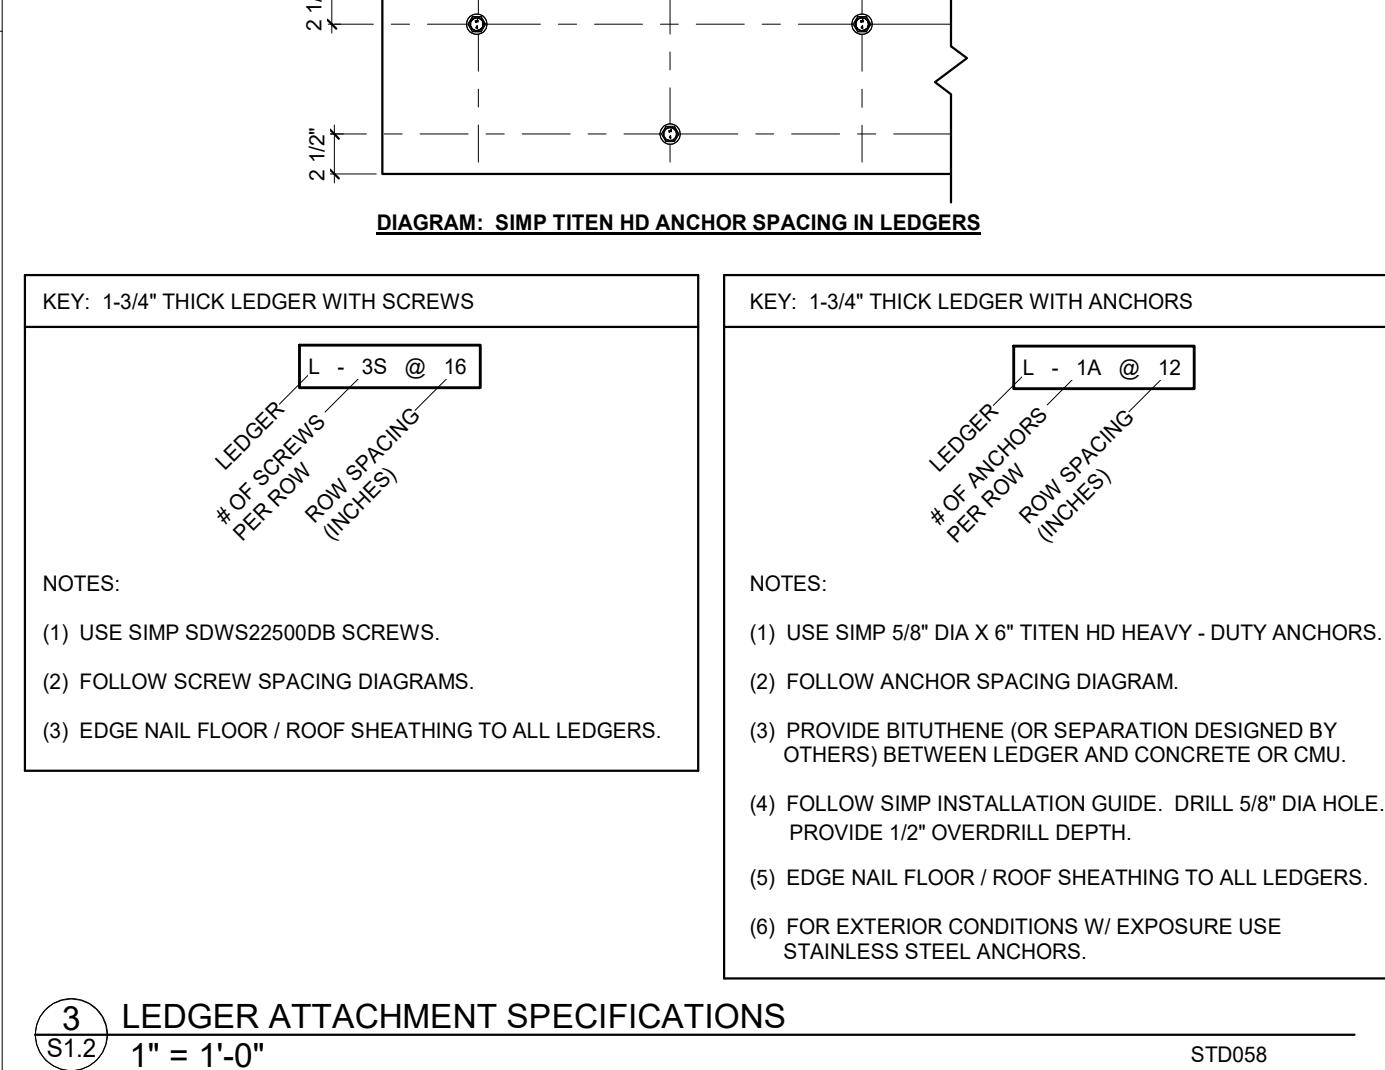 2 1/2"
DIAGRAM: SIMP TITEN HD ANCHOR SPACING IN LEDGERS
KEY: 1-3/4" THICK LEDGER WITH SCREWS
L - 3S @ 16
LEDGER
# OF SCREWS
PER ROW
ROW SPACING
(INCHES)
NOTES:
(1) USE SIMP SDWS22500DB SCREWS.
(2) FOLLOW SCREW SPACING DIAGRAMS.
(3) EDGE NAIL FLOOR / ROOF SHEATHING TO ALL LEDGERS.
KEY: 1-3/4" THICK LEDGER WITH ANCHORS
L - 1A @ 12
LEDGER
# OF ANCHORS
PER ROW
ROW SPACING
(INCHES)
NOTES:
(1) USE SIMP 5/8" DIA X 6" TITEN HD HEAVY - DUTY ANCHORS.
(2) FOLLOW ANCHOR SPACING DIAGRAM.
(3) PROVIDE BITUTHENE (OR SEPARATION DESIGNED BY
OTHERS) BETWEEN LEDGER AND CONCRETE OR CMU.
(4) FOLLOW SIMP INSTALLATION GUIDE. DRILL 5/8" DIA HOLE.
PROVIDE 1/2" OVERDRILL DEPTH.
(5) EDGE NAIL FLOOR / ROOF SHEATHING TO ALL LEDGERS.
(6) FOR EXTERIOR CONDITIONS W/ EXPOSURE USE
STAINLESS STEEL ANCHORS.
3
S1.2
LEDGER ATTACHMENT SPECIFICATIONS
1" = 1'-0"
STD058